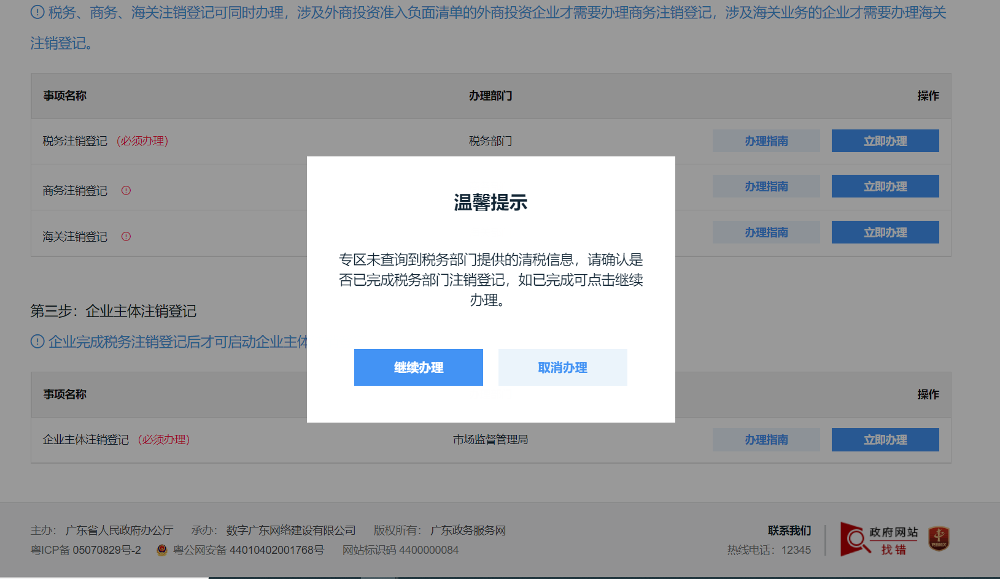 税务、商务、海关注销登记可同时办理，涉及外商投资准入负面清单的外商投资企业才需要办理商务注销登记，涉及海关业务的企业才需要办理海关
注销登记。
事项名称 办理部门 操作
税务注销登记 (必须办理) 税务部门 办理指南 立即办理
商务注销登记 办理指南 立即办理
海关注销登记 办理指南 立即办理
温馨提示
专区未查询到税务部门提供的清税信息，请确认是
否已完成税务部门注销登记，如已完成可点击继续
办理。
继续办理 取消办理
第三步：企业主体注销登记
企业完成税务注销登记后才可启动企业主体
事项名称 操作
企业主体注销登记 (必须办理) 市场监督管理局 办理指南 立即办理
主办： 广东省人民政府办公厅 承办： 数字广东网络建设有限公司 版权所有： 广东政务服务网
粤ICP备 05070829号-2 粤公网安备 44010402001768号 网站标识码 4400000084
联系我们
热线电话：12345
政府网站
找错